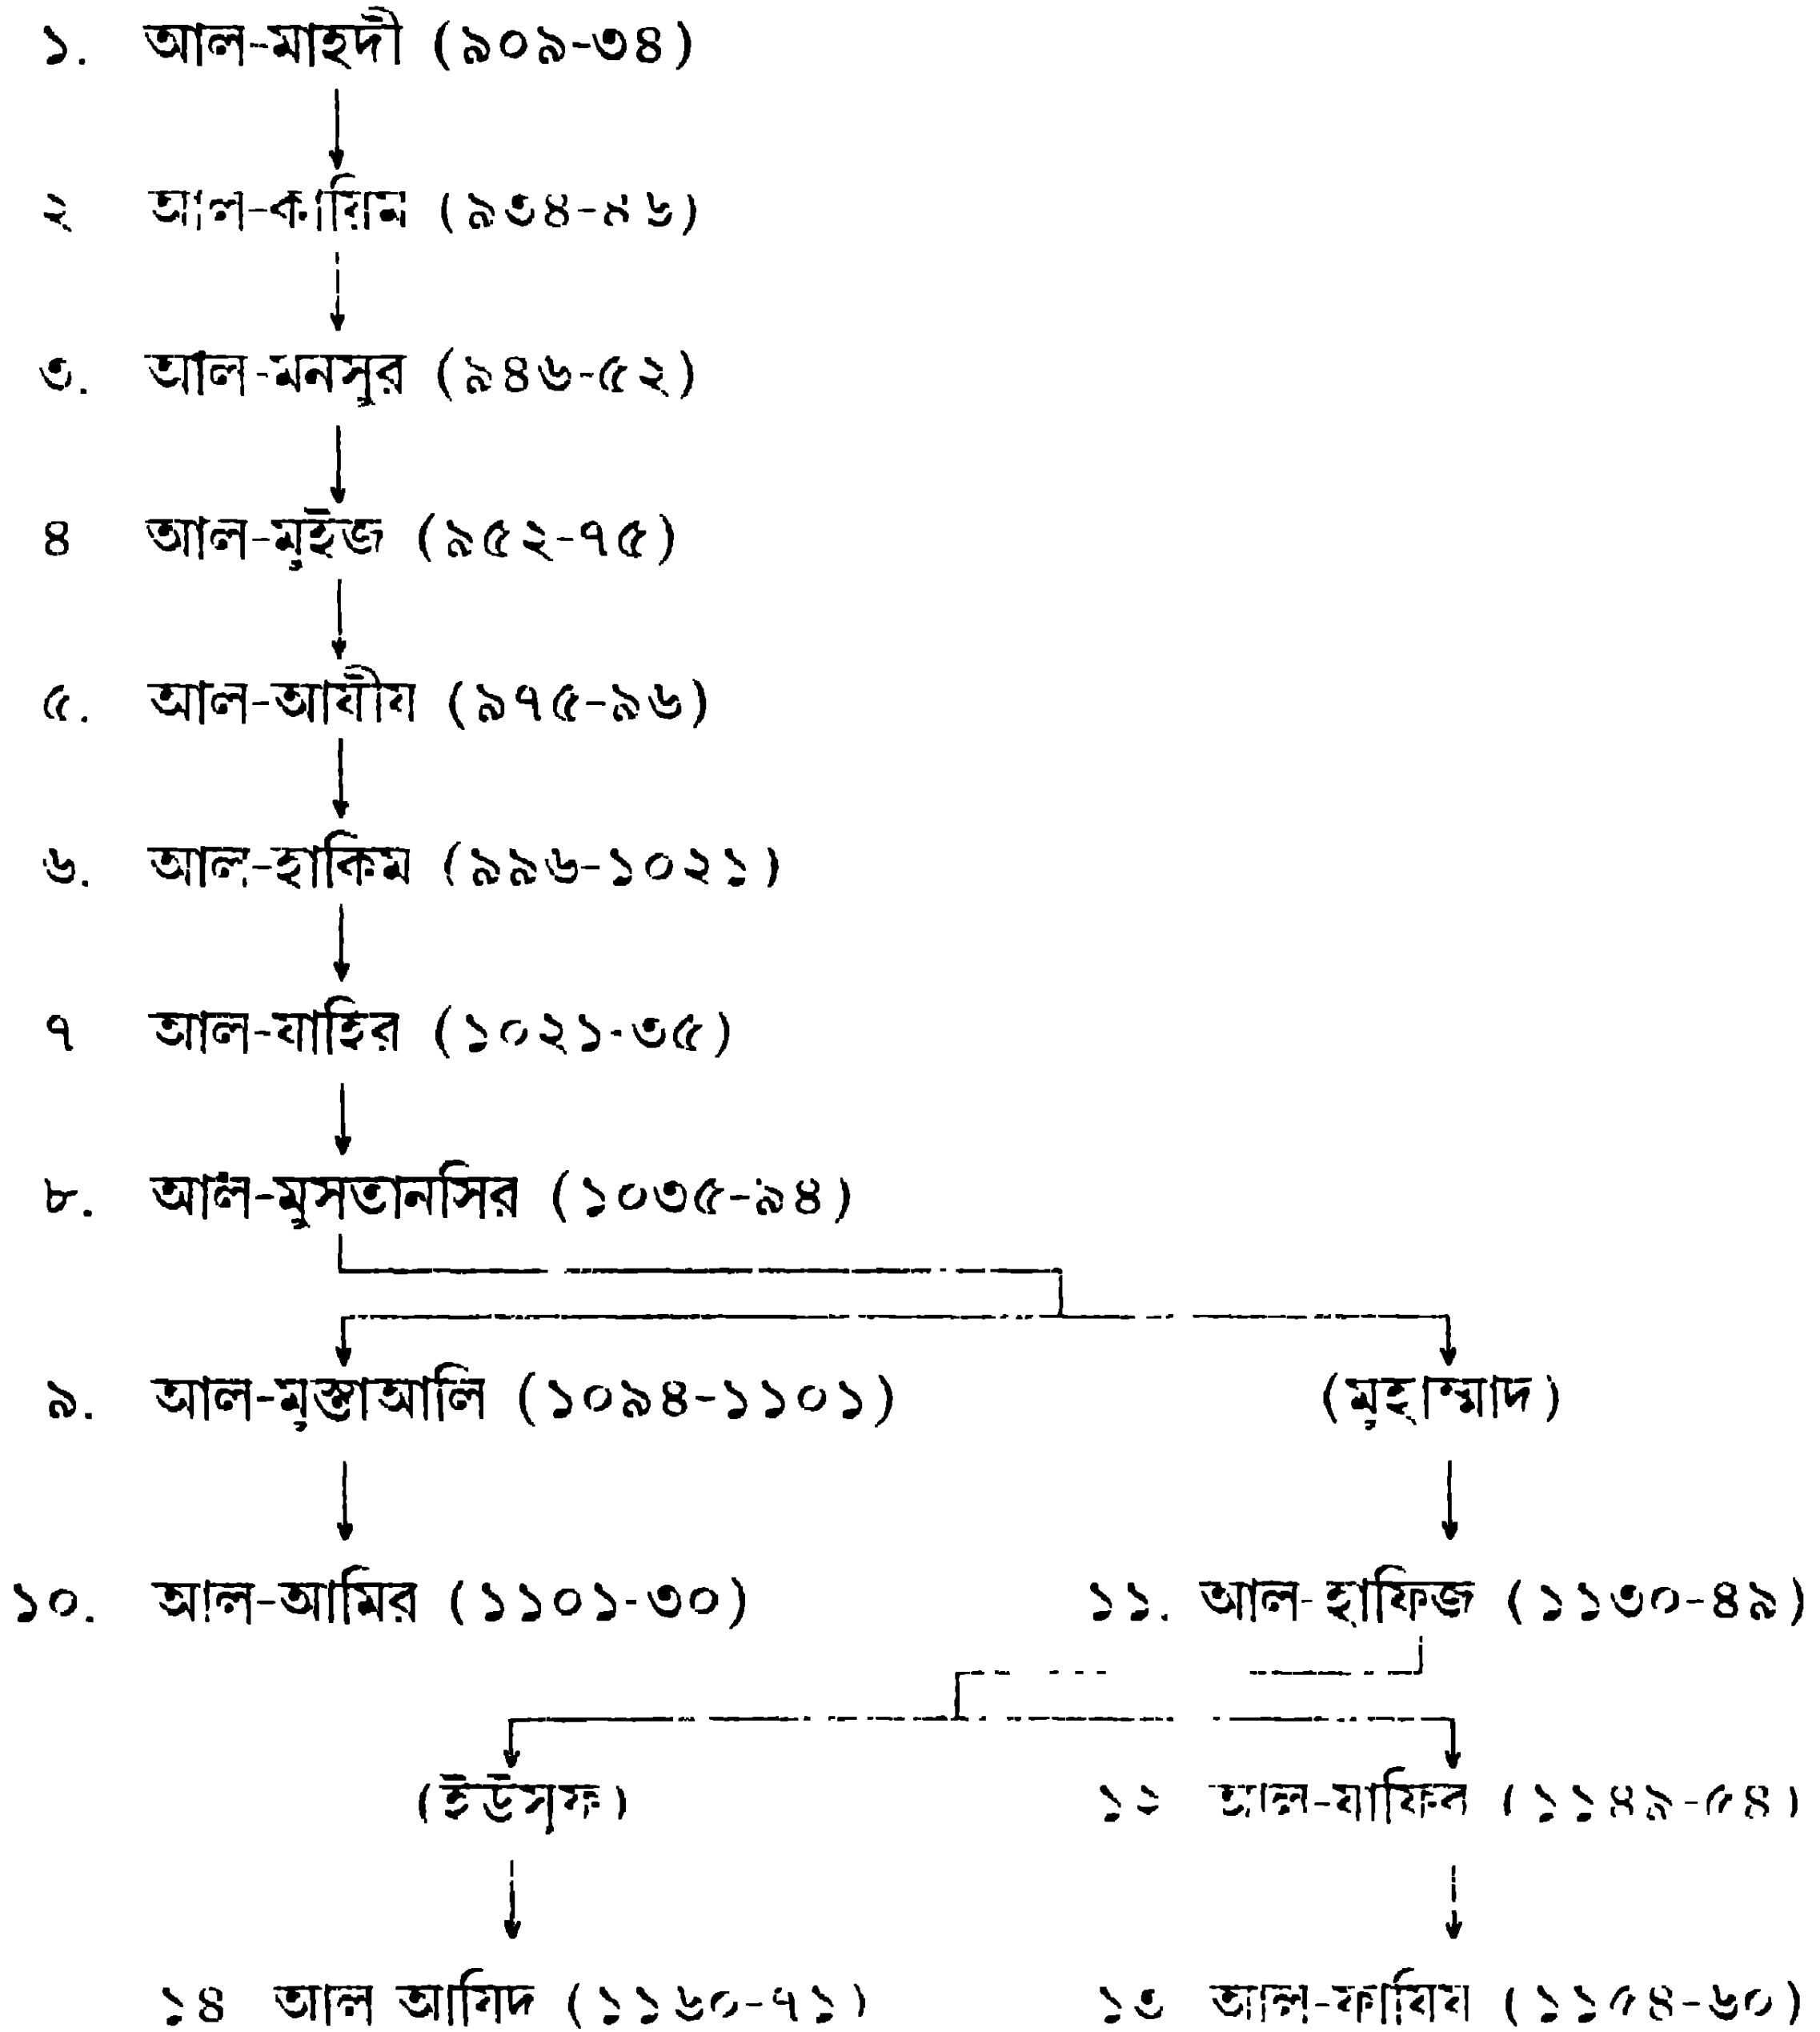 ১. আল-মাহদী (৯০৯-৩৪)
২ আল-কায়িম (৯৩৪-৪৬)
৩. আল-মনসুর (৯৪৬-৫২)
৪ আল-মুইজ (৯৫২-৭৫)
৫. আল-আযীয (৯৭৫-৯৬)
৬. আল-হাকিম (৯৯৬-১০২১)
৭ আল-যাহির (১০২১-৩৫)
৮. আল-মুসতানসির (১০৩৫-৯৪)
৯. আল-মুস্তাআলি (১০৯৪-১১০১) (মুহাম্মাদ)
১০. আল-আমির (১১০১-৩০) ১১. আল-হাফিজ (১১৩০-৪৯)
(ইউসুফ) ১২ আল-যাফির (১১৪৯-৫৪)
১৪ আল আযিদ (১১৬০-৭১) ১৩ আল-ফায়িয (১১৫৪-৬০)